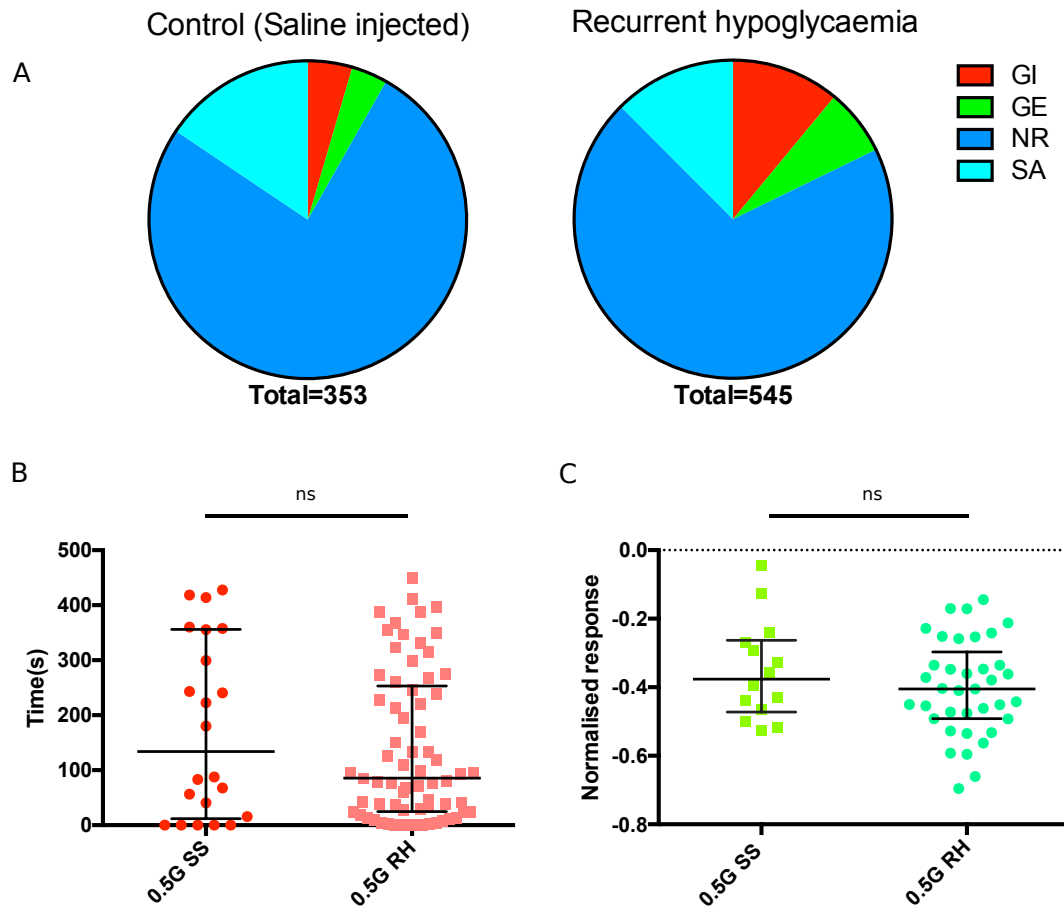 Control (Saline injected)
Recurrent hypoglycaemia
A
GI
GE
NR
SA
Total=353
Total=545
B
ns
500
400
300
200
100
0
Time(s)
0.5G SS
0.5G RH
C
ns
0.0
-0.2
-0.4
-0.6
-0.8
Normalised response
0.5G SS
0.5G RH